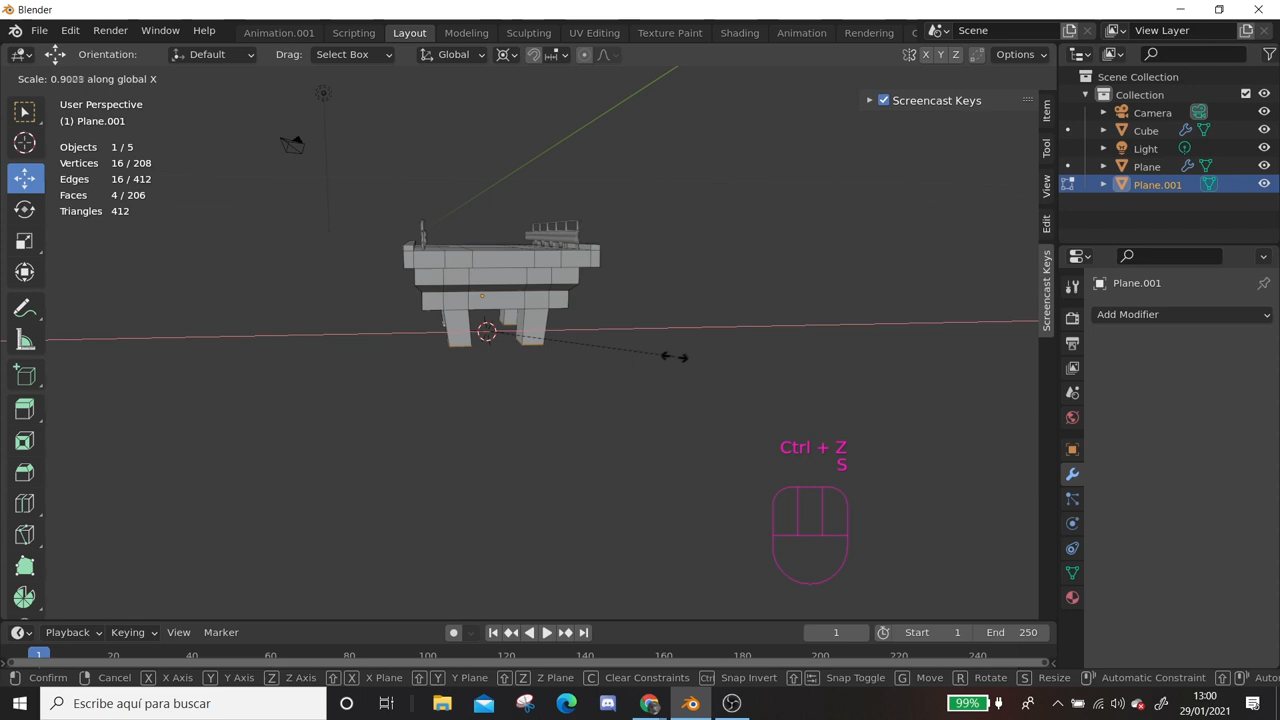 Blender
File Edit Render Window Help Animation.001 Scripting Layout Modeling Sculpting UV Editing Texture Paint Shading Animation Rendering C Scene View Layer
Orientation: Default Drag: Select Box Global X Y Z Options
Scale: 0.9023 along global X
User Perspective
(1) Plane.001
Objects 1 / 5
Vertices 16 / 208
Edges 16 / 412
Faces 4 / 206
Triangles 412
Screencast Keys
Item
Tool
View
Edit
Screencast Keys
Scene Collection
Collection
Camera
Cube
Light
Plane
Plane.001
Plane.001
Add Modifier
Ctrl + Z
S
Playback Keying View Marker 1 Start 1 End 250
1 20 40 60 80 100 120 140 160 180 200 220 240
Confirm Cancel X X Axis Y Y Axis Z Z Axis X X Plane Y Y Plane Z Z Plane C Clear Constraints Ctrl Snap Invert Snap Toggle G Move R Rotate S Resize Automatic Constraint Auto
Escribe aquí para buscar
99%
13:00
29/01/2021